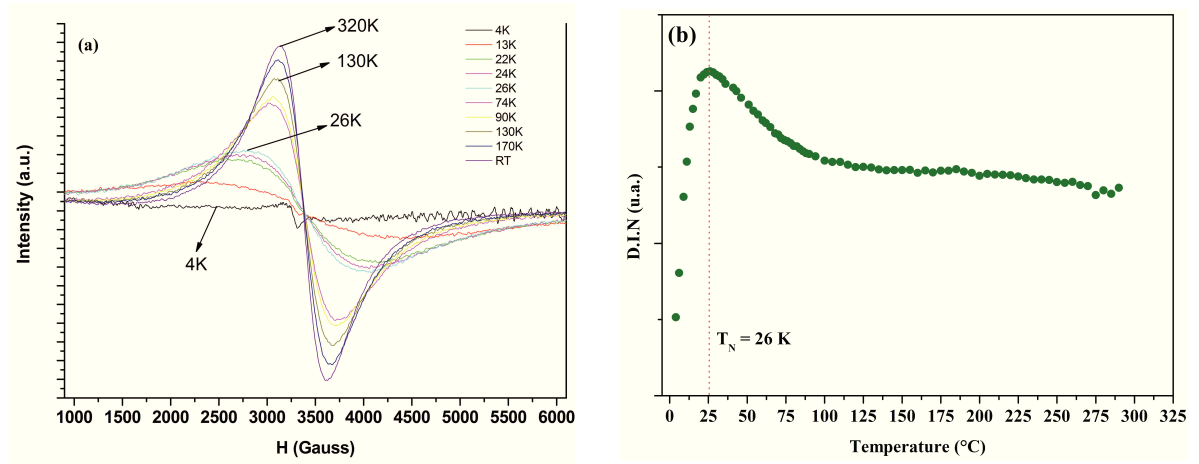 (a)
320K
130K
26K
4K
4K
13K
22K
24K
26K
74K
90K
130K
170K
RT
Intensity (a.u.)
1000 1500 2000 2500 3000 3500 4000 4500 5000 5500 6000
H (Gauss)
(b)
D.I.N (u.a.)
T_N = 26 K
0 25 50 75 100 125 150 175 200 225 250 275 300 325
Temperature (°C)